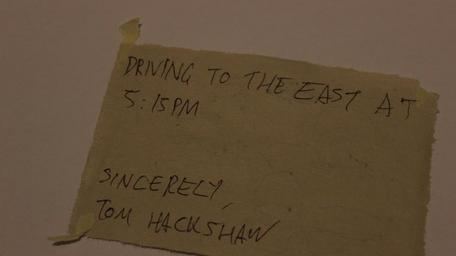 DRIVING TO THE EAST AT
5:15PM
SINCERELY,
TOM HACKSHAW